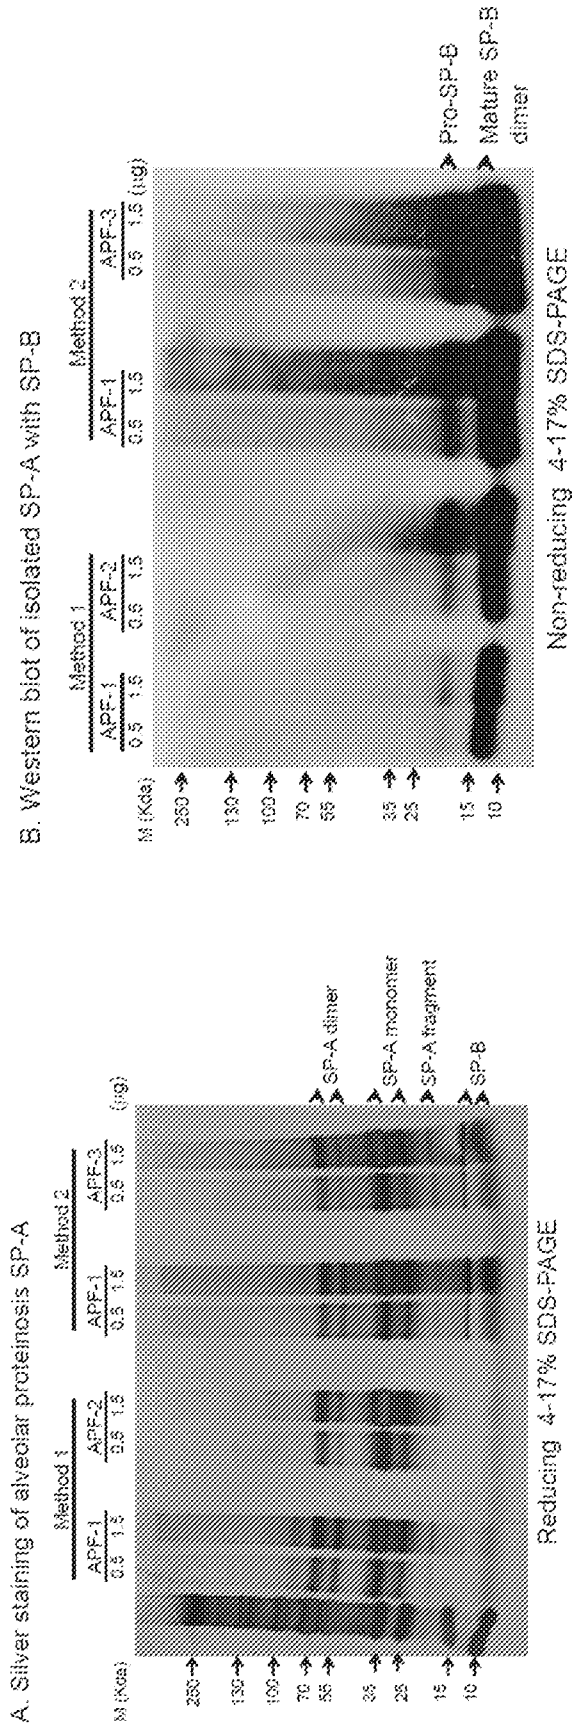 A. Silver staining of alveolar proteinosis SP-A
Method 1
Method 2
APF-1
APF-2
APF-1
APF-3
M (Kda)
0.5 1.5
0.5 1.5
0.5 1.5
0.5 1.5
(µg)
250
130
100
70
55
35
25
15
10
SP-A dimer
SP-A monomer
SP-A fragment
SP-B
Reducing 4-17% SDS-PAGE
B. Western blot of isolated SP-A with SP-B
Method 1
Method 2
APF-1
APF-2
APF-1
APF-3
M (Kda)
0.5 1.5
0.5 1.5
0.5 1.5
0.5 1.5
(µg)
250
130
100
70
55
35
25
15
10
Pro-SP-B
Mature SP-B
dimer
Non-reducing 4-17% SDS-PAGE